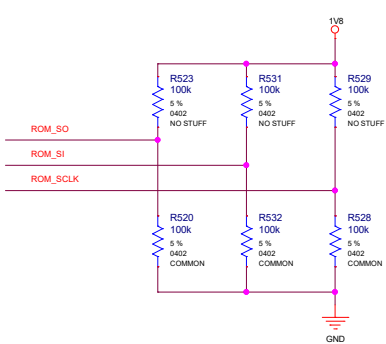 1V8
R523
100k
5 %
0402
NO STUFF
R531
100k
5 %
0402
NO STUFF
R529
100k
5 %
0402
NO STUFF
ROM_SO
ROM_SI
ROM_SCLK
R520
100k
5 %
0402
COMMON
R532
100k
5 %
0402
COMMON
R528
100k
5 %
0402
COMMON
GND